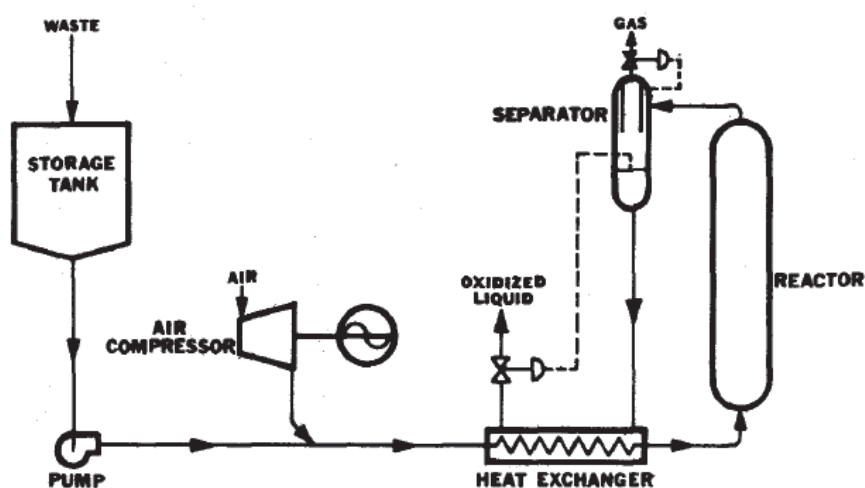 WASTE
GAS
SEPARATOR
STORAGE
TANK
AIR
OXIDIZED
LIQUID
REACTOR
AIR
COMPRESSOR
PUMP
HEAT EXCHANGER